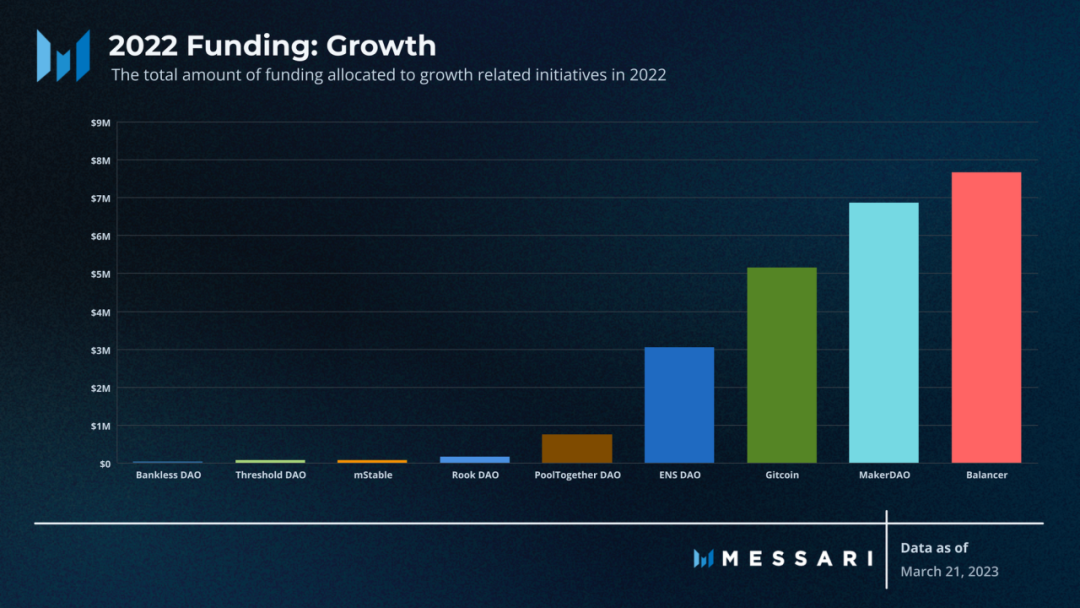 2022 Funding: Growth
The total amount of funding allocated to growth related initiatives in 2022
$9M
$8M
$7M
$6M
$5M
$4M
$3M
$2M
$1M
$0
Bankless DAO
Threshold DAO
mStable
Rook DAO
PoolTogether DAO
ENS DAO
Gitcoin
MakerDAO
Balancer
MESSARI
Data as of
March 21, 2023